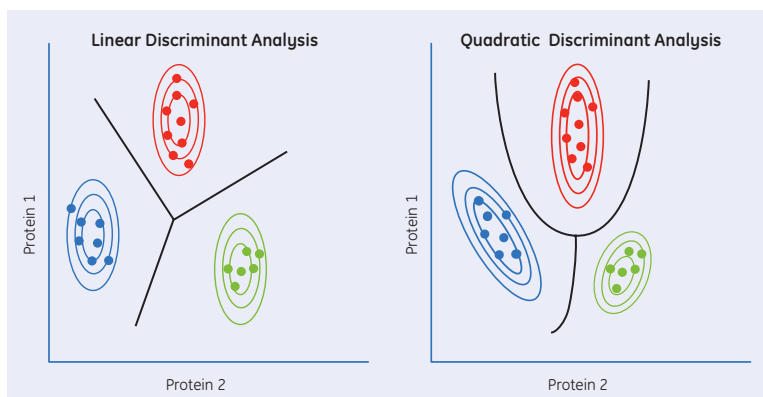 Linear Discriminant Analysis
Protein 1
Protein 2
Quadratic Discriminant Analysis
Protein 1
Protein 2